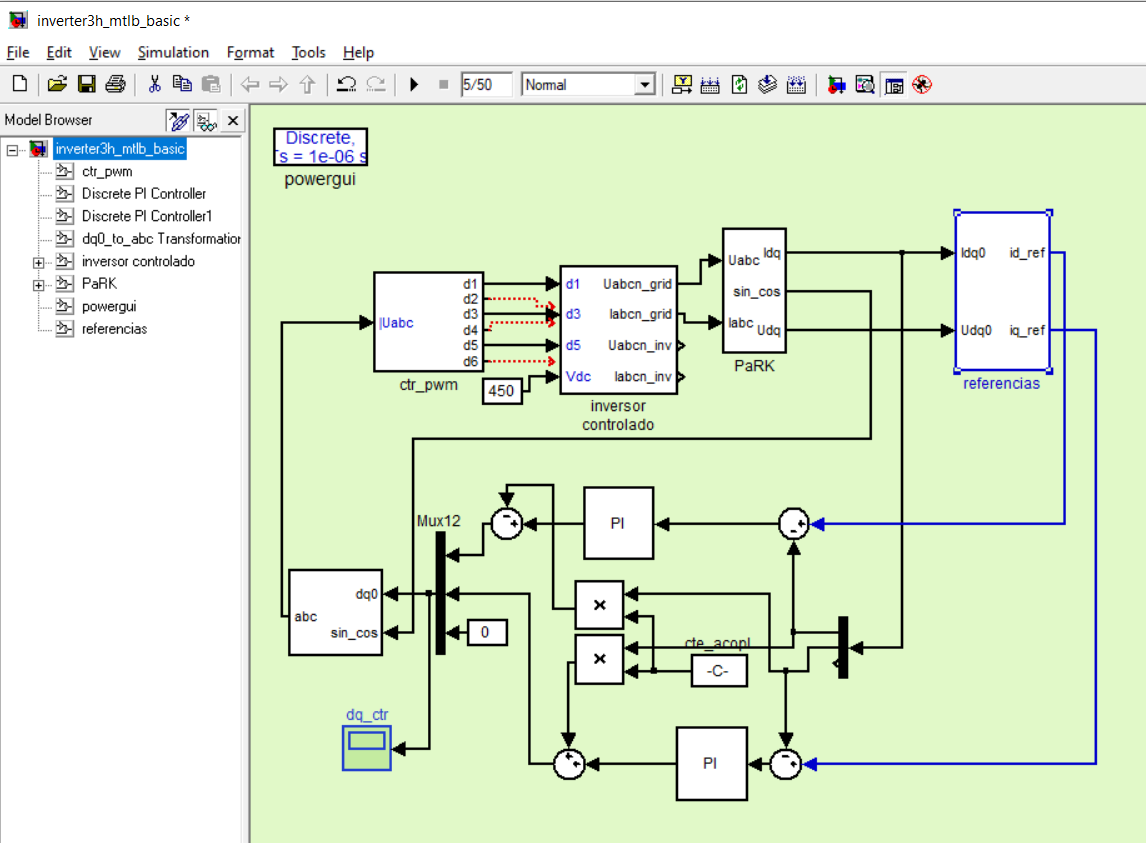 inverter3h_mtlb_basic *
File Edit View Simulation Format Tools Help
5/50 Normal
Model Browser
inverter3h_mtlb_basic
ctr_pwm
Discrete PI Controller
Discrete PI Controller1
dq0_to_abc Transformation
inversor controlado
PaRK
powergui
referencias
Discrete,
s = 1e-06 s
powergui
|Uabc
d1
d2
d3
d4
d5
d6
ctr_pwm
450
d1 Uabcn_grid
d3 Iabcn_grid
d5 Uabcn_inv
Vdc Iabcn_inv
inversor
controlado
Uabc Idq
sin_cos
Iabc Udq
PaRK
Idq0 id_ref
Udq0 iq_ref
referencias
Mux12
PI
abc
dq0
sin_cos
0
×
×
cte_acopl
-C-
dq_ctr
PI